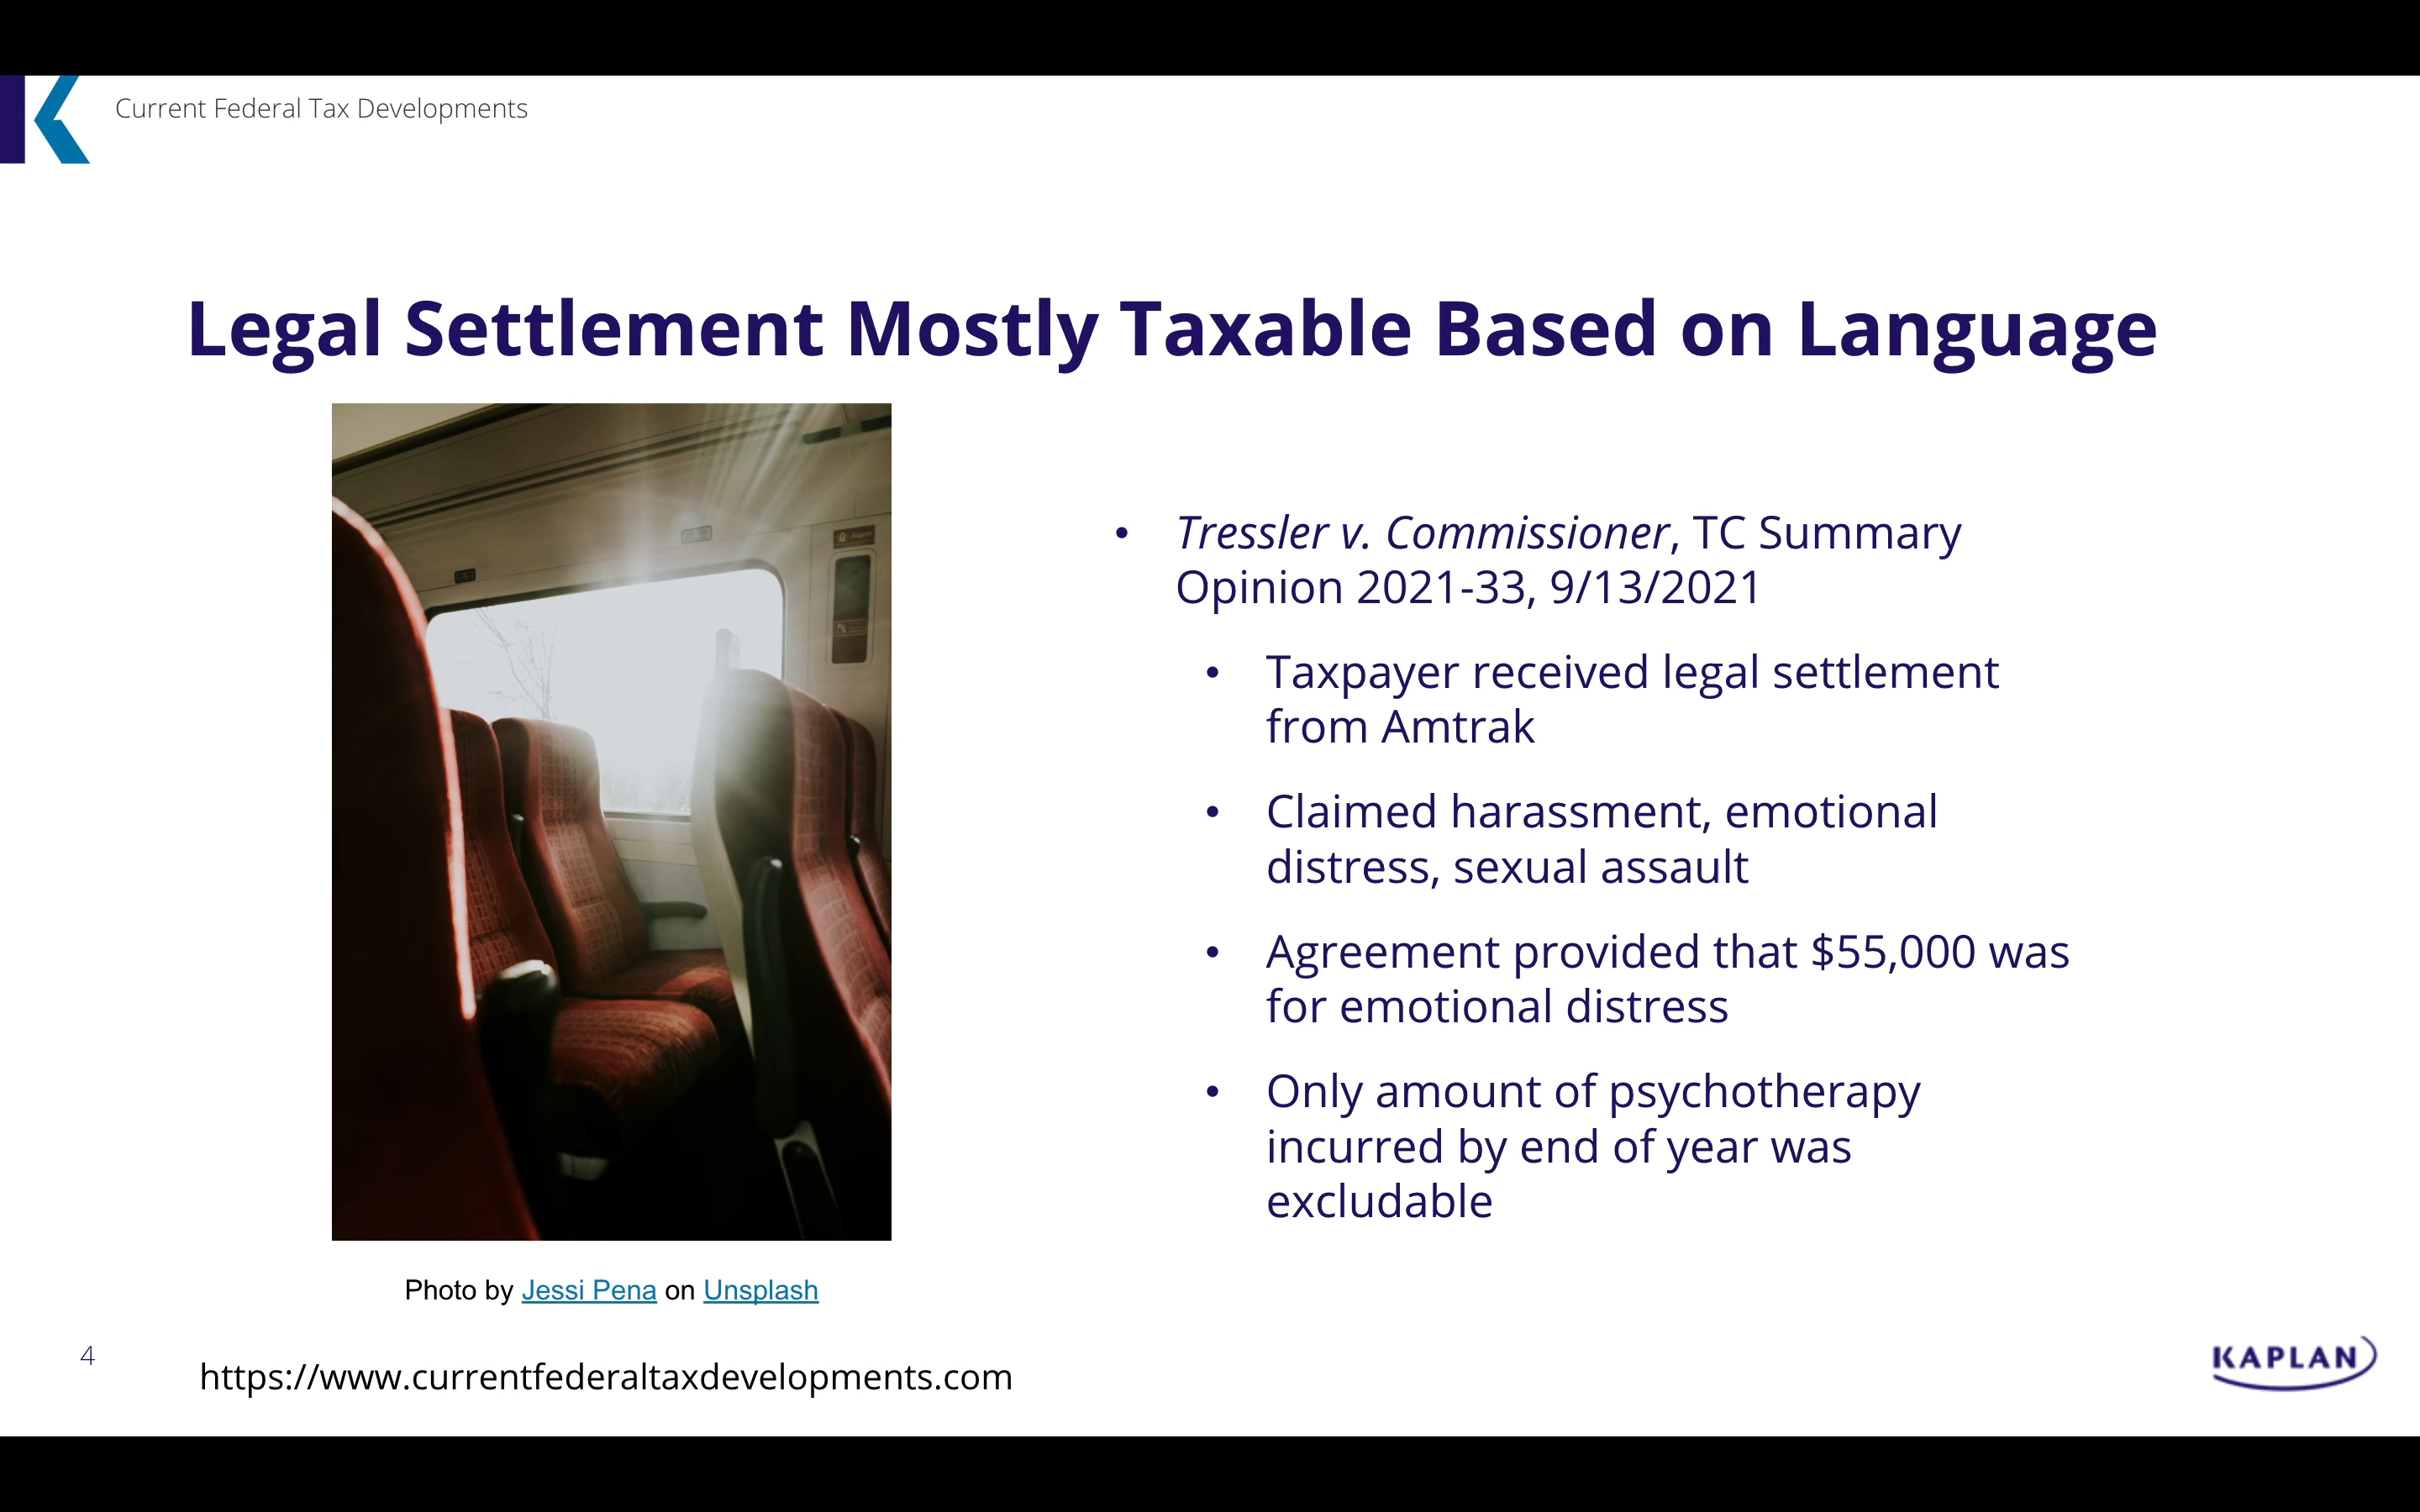 Current Federal Tax Developments
Legal Settlement Mostly Taxable Based on Language
• Tressler v. Commissioner, TC Summary
Opinion 2021-33, 9/13/2021
• Taxpayer received legal settlement
from Amtrak
• Claimed harassment, emotional
distress, sexual assault
• Agreement provided that $55,000 was
for emotional distress
• Only amount of psychotherapy
incurred by end of year was
excludable
Photo by Jessi Pena on Unsplash
4
https://www.currentfederaltaxdevelopments.com
KAPLAN